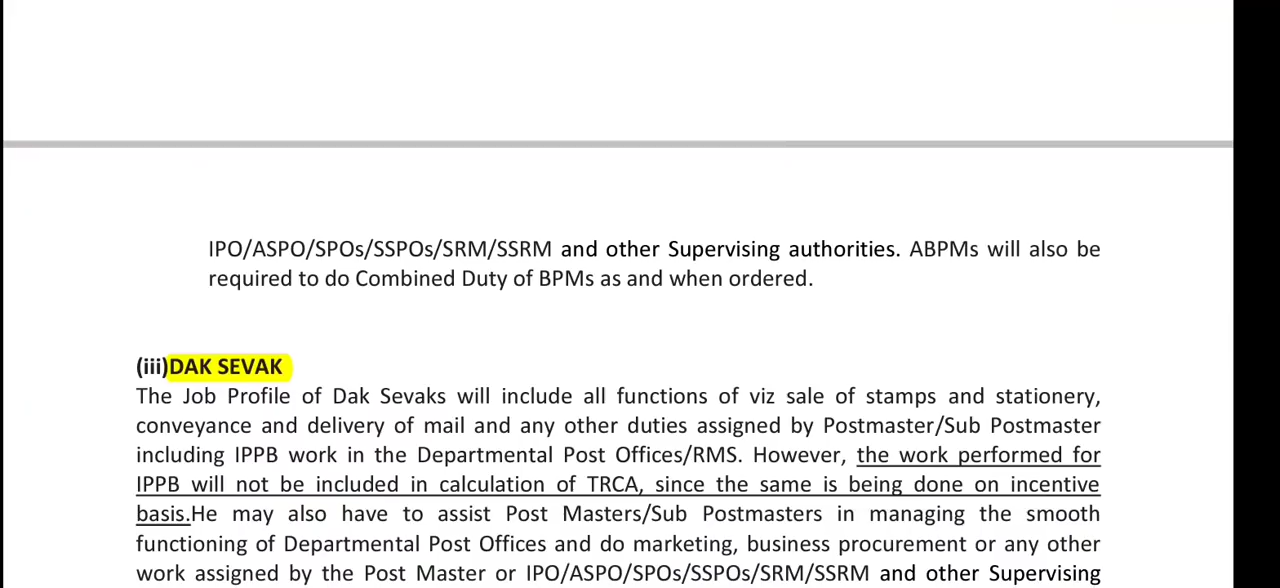 IPO/ASPO/SPOs/SSPOs/SRM/SSRM and other Supervising authorities. ABPMs will also be
required to do Combined Duty of BPMs as and when ordered.
(iii)DAK SEVAK
The Job Profile of Dak Sevaks will include all functions of viz sale of stamps and stationery,
conveyance and delivery of mail and any other duties assigned by Postmaster/Sub Postmaster
including IPPB work in the Departmental Post Offices/RMS. However, the work performed for
IPPB will not be included in calculation of TRCA, since the same is being done on incentive
basis.He may also have to assist Post Masters/Sub Postmasters in managing the smooth
functioning of Departmental Post Offices and do marketing, business procurement or any other
work assigned by the Post Master or IPO/ASPO/SPOs/SSPOs/SRM/SSRM and other Supervising